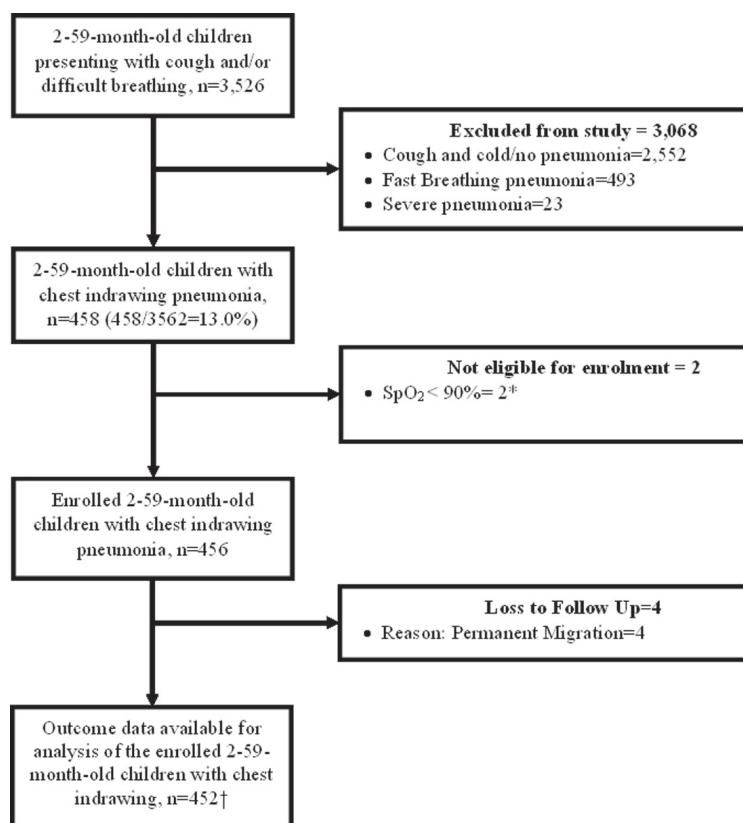 2-59-month-old children
presenting with cough and/or
difficult breathing, n=3,526
Excluded from study = 3,068
• Cough and cold/no pneumonia=2,552
• Fast Breathing pneumonia=493
• Severe pneumonia=23
2-59-month-old children with
chest indrawing pneumonia,
n=458 (458/3562=13.0%)
Not eligible for enrolment = 2
• SpO₂ < 90%= 2*
Enrolled 2-59-month-old
children with chest indrawing
pneumonia, n=456
Loss to Follow Up=4
• Reason: Permanent Migration=4
Outcome data available for
analysis of the enrolled 2-59-
month-old children with chest
indrawing, n=452†